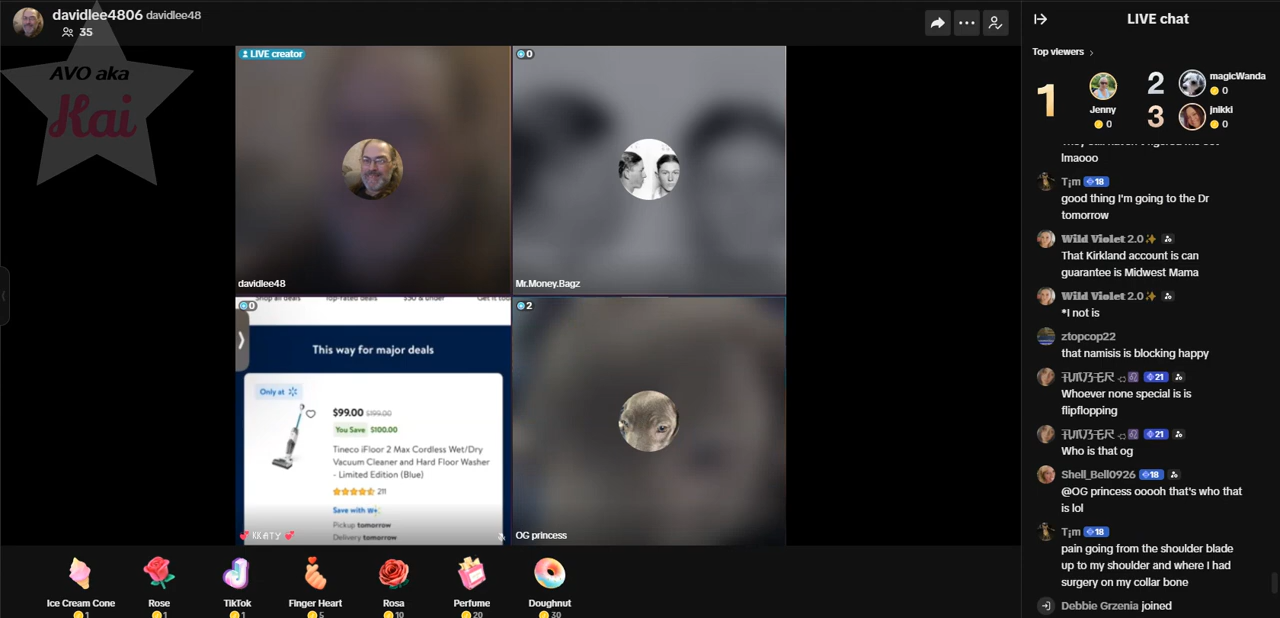 davidlee4806 davidlee48
35
AVO aka
Kai
LIVE creator
davidlee48
0
Mr.Money.Bagz
0
Shop all deals Top-rated deals $50 & under
This way for major deals
Only at
$99.00 $199.00
You Save $100.00
Tineco iFloor 2 Max Cordless Wet/Dry
Vacuum Cleaner and Hard Floor Washer
- Limited Edition (Blue)
211
Save with
Pickup tomorrow
Delivery tomorrow
2
OG princess
Ice Cream Cone
1
Rose
1
TikTok
1
Finger Heart
5
Rosa
10
Perfume
20
Doughnut
30
LIVE chat
Top viewers
1
Jenny
0
2
magicWanda
0
3
jnikki
0
lmaooo
T¡m 18
good thing I'm going to the Dr
tomorrow
Wild Violet 2.0✨
That Kirkland account is can
guarantee is Midwest Mama
Wild Violet 2.0✨
*I not is
ztopcop22
that namisis is blocking happy
21
Whoever none special is is
flipflopping
21
Who is that og
Shell_Bell0926 18
@OG princess ooooh that's who that
is lol
T¡m 18
pain going from the shoulder blade
up to my shoulder and where I had
surgery on my collar bone
Debbie Grzenia joined